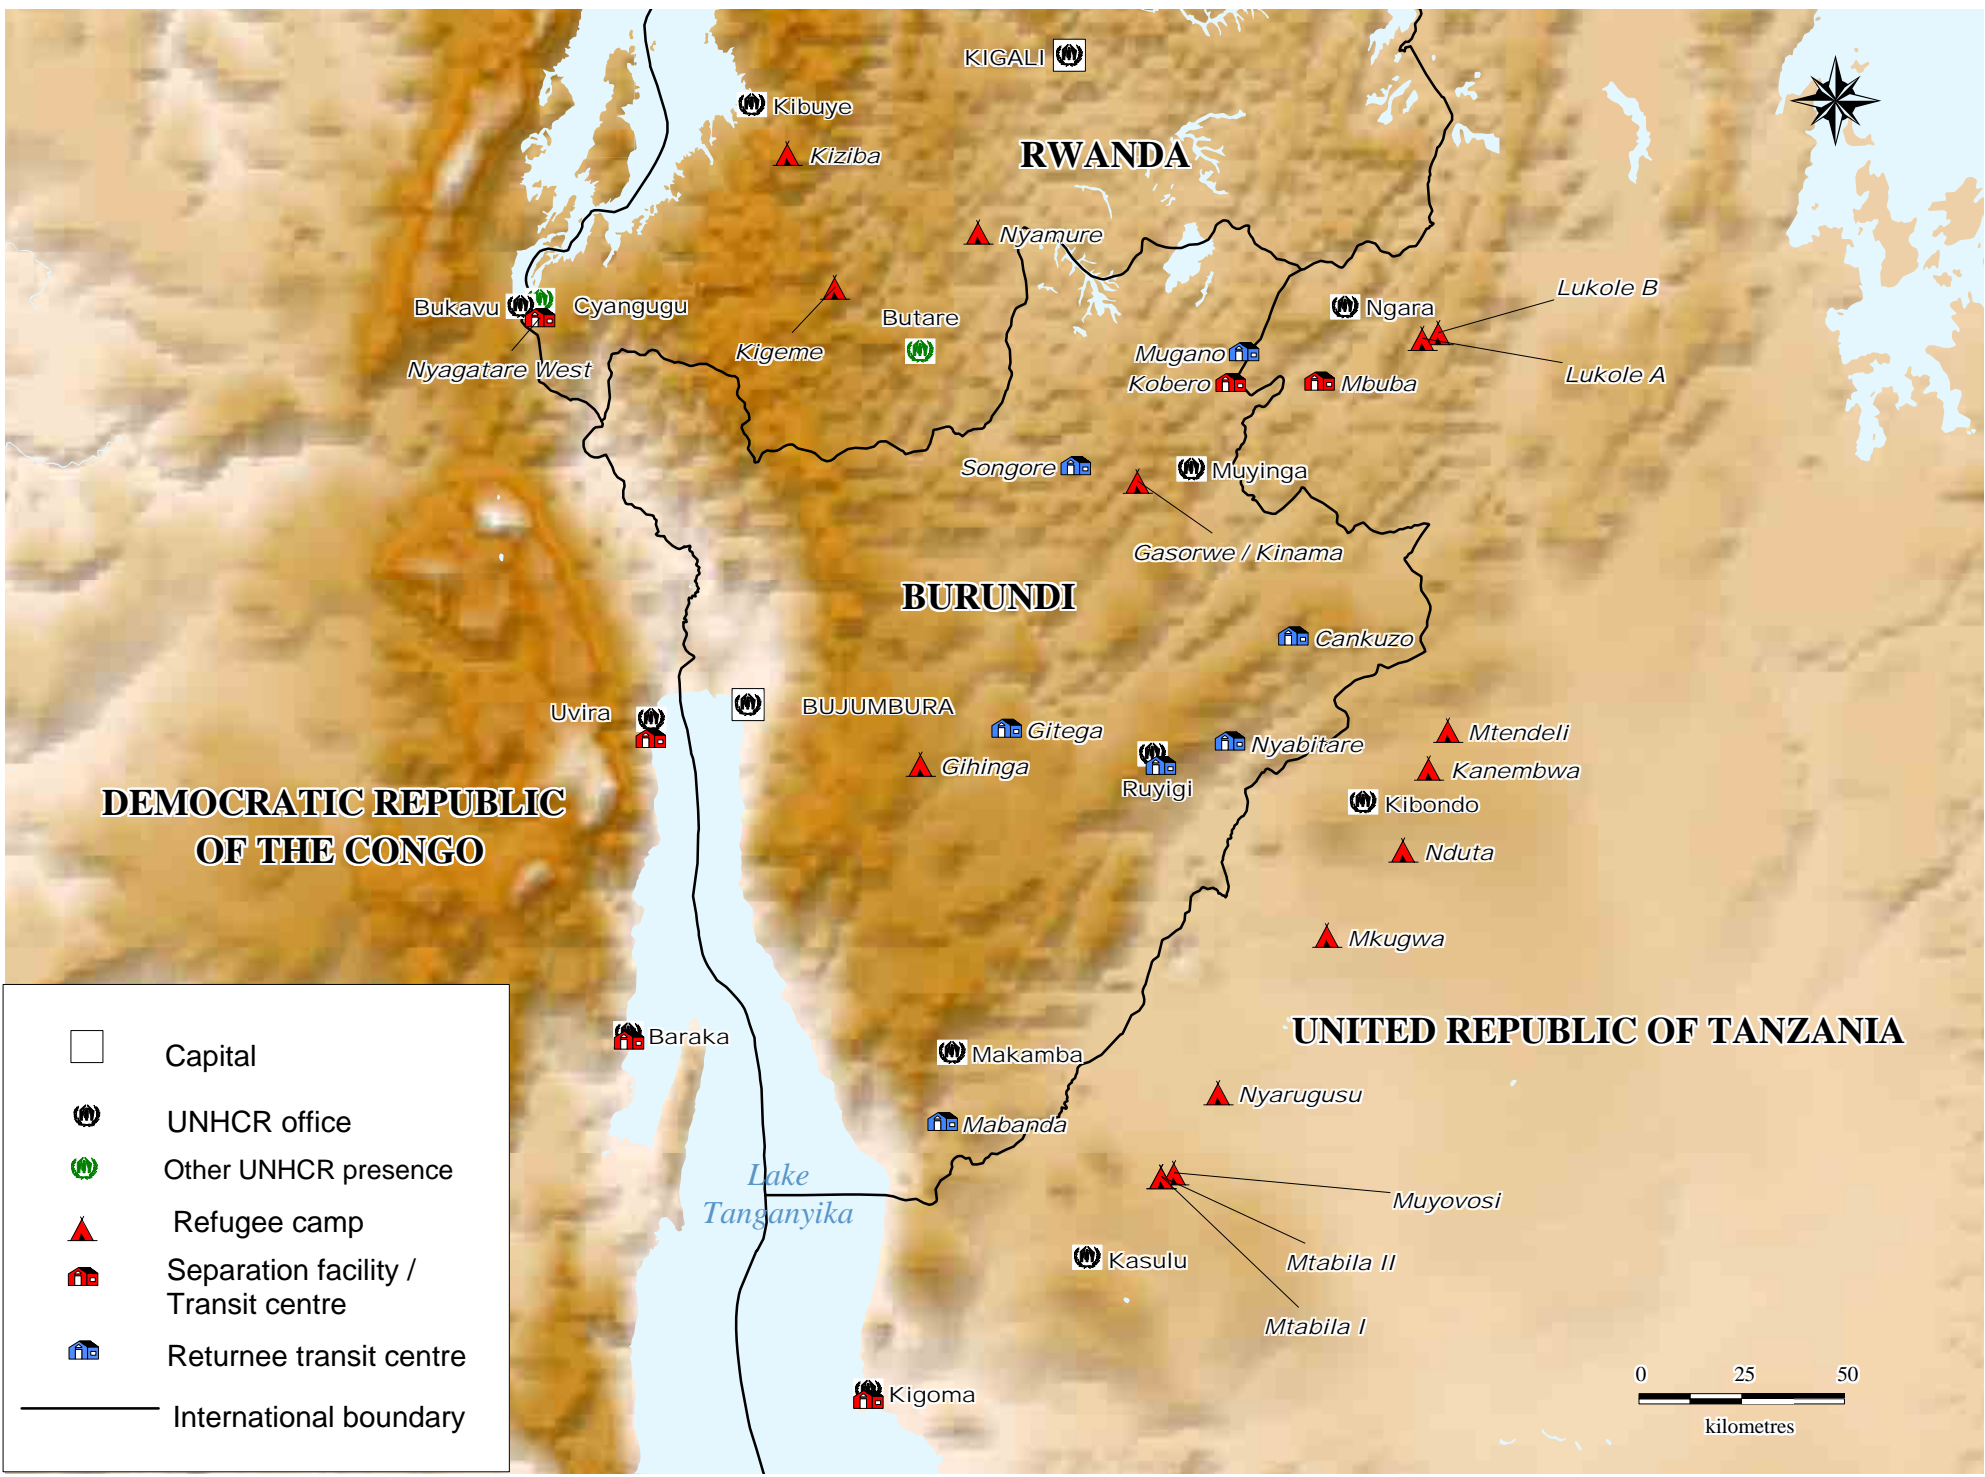 KIGALI
Kibuye
Kiziba
RWANDA
Nyamure
Bukavu
Cyangugu
Nyagatare West
Kigeme
Butare
Ngara
Lukole B
Lukole A
Mugano
Kobero
Mbuba
Songore
Muyinga
Gasorwe / Kinama
BURUNDI
Cankuzo
Uvira
BUJUMBURA
Gitega
Gihinga
Ruyigi
Nyabitare
Mtendeli
Kanembwa
Kibondo
Nduta
DEMOCRATIC REPUBLIC
OF THE CONGO
Mkugwa
UNITED REPUBLIC OF TANZANIA
Baraka
Makamba
Mabanda
Nyarugusu
Lake
Tanganyika
Muyovosi
Mtabila II
Mtabila I
Kasulu
Kigoma
Capital
UNHCR office
Other UNHCR presence
Refugee camp
Separation facility /
Transit centre
Returnee transit centre
International boundary
0 25 50
kilometres